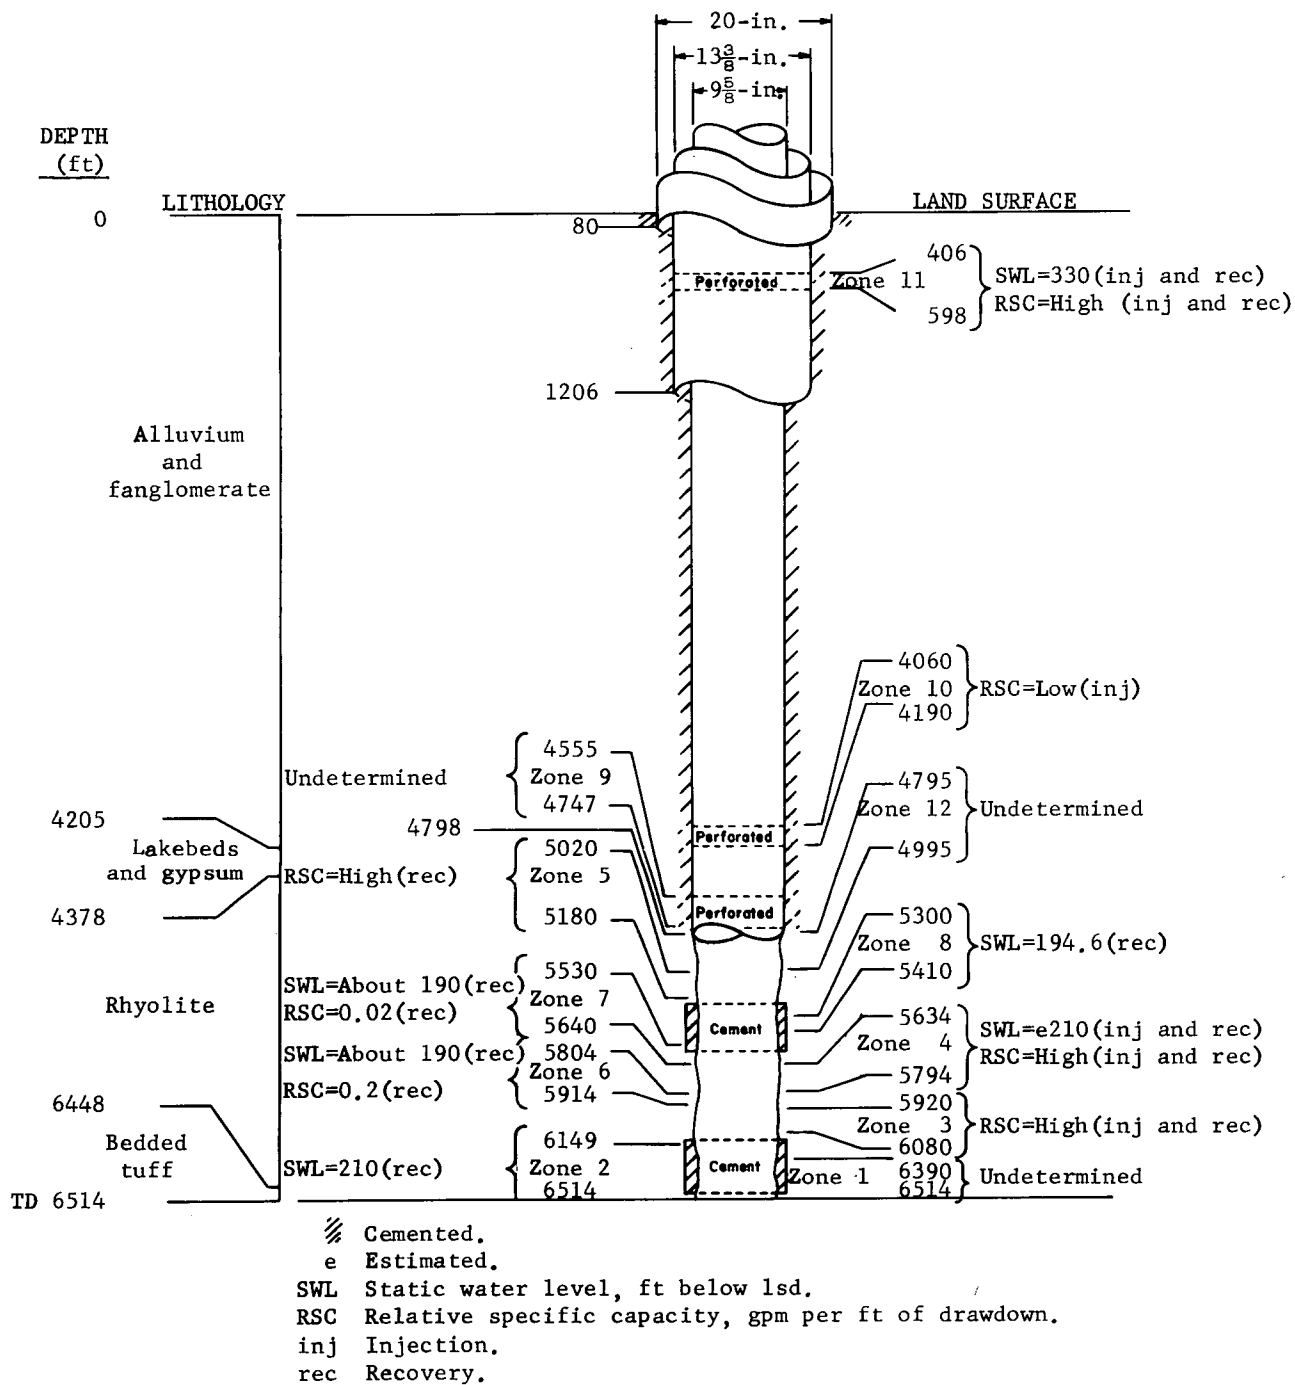 20-in.
13 3/8-in.
9 5/8-in.
DEPTH
(ft)
LITHOLOGY
LAND SURFACE
0
80
406
Perforated
Zone 11
SWL=330(inj and rec)
RSC=High (inj and rec)
598
1206
Alluvium
and
fanglomerate
4060
Zone 10
RSC=Low(inj)
4190
4555
Undetermined
Zone 9
4747
4795
Zone 12
Undetermined
4995
4205
4798
Perforated
Lakebeds
and gypsum
5020
RSC=High(rec)
Zone 5
5180
4378
Perforated
5300
Zone 8
SWL=194.6(rec)
5410
Rhyolite
SWL=About 190(rec)
RSC=0.02(rec)
5530
Zone 7
5640
Cement
5634
Zone 4
SWL=e210(inj and rec)
RSC=High(inj and rec)
5794
SWL=About 190(rec)
RSC=0.2(rec)
5804
Zone 6
5914
5920
Zone 3
RSC=High(inj and rec)
6080
6448
Bedded
tuff
6149
SWL=210(rec)
Zone 2
6514
Cement
Zone 1
6390
6514
Undetermined
TD 6514
Cemented.
e Estimated.
SWL Static water level, ft below lsd.
RSC Relative specific capacity, gpm per ft of drawdown.
inj Injection.
rec Recovery.